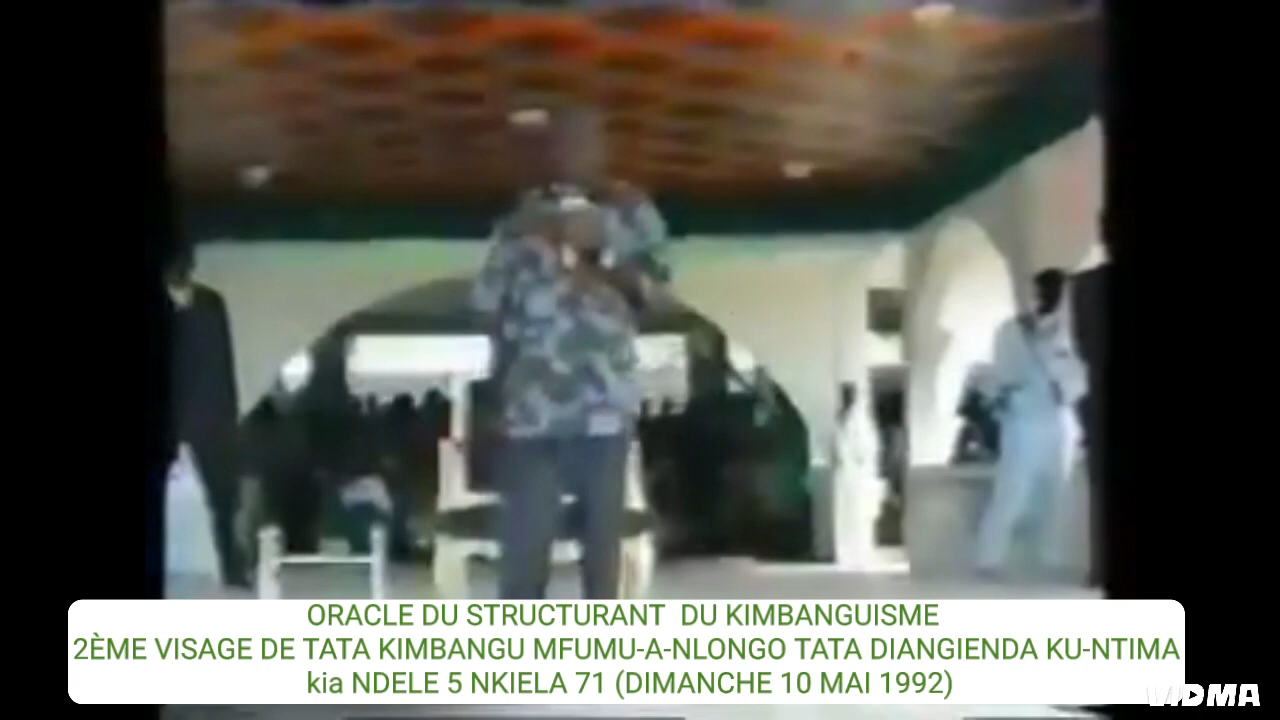 ORACLE DU STRUCTURANT DU KIMBANGUISME
2ÈME VISAGE DE TATA KIMBANGU MFUMU-A-NLONGO TATA DIANGIENDA KU-NTIMA
kia NDELE 5 NKIELA 71 (DIMANCHE 10 MAI 1992)
VIDMA